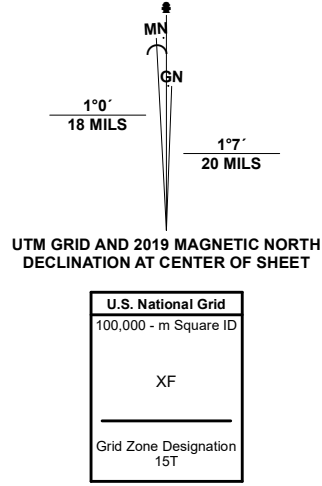 MN
GN
1°0´
18 MILS
1°7´
20 MILS
UTM GRID AND 2019 MAGNETIC NORTH
DECLINATION AT CENTER OF SHEET
U.S. National Grid
100,000 - m Square ID
XF
Grid Zone Designation
15T